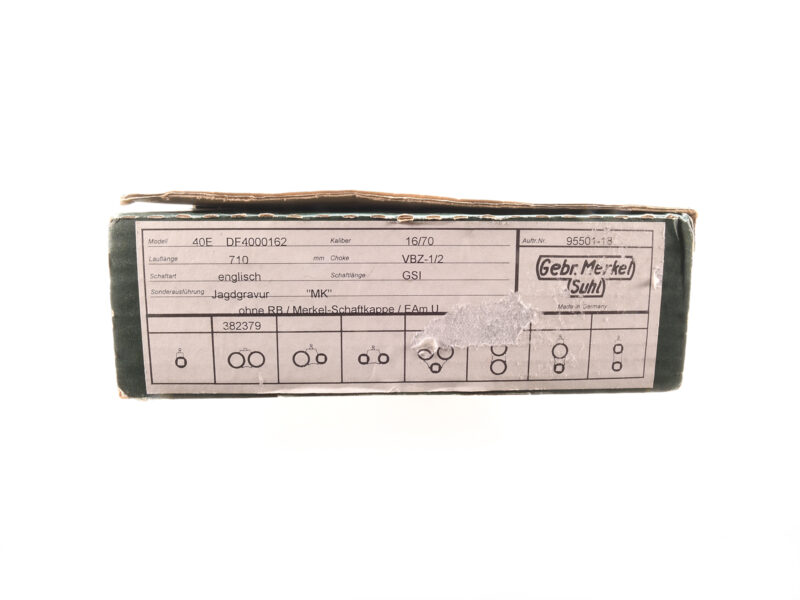 Modell 40E DF4000162 Kaliber 16/70 Auftr.Nr. 95501-18
Lauflänge 710 mm Choke VBZ-1/2
Schaftart englisch Schaftlänge GSI
Gebr. Merkel
Suhl
Sonderausführung Jagdgravur "MK"
Made in Germany
ohne RB / Merkel-Schaftkappe / EAm U
382379